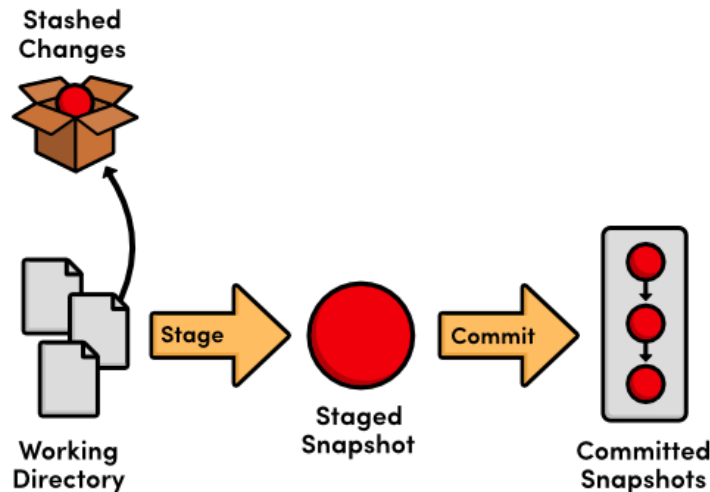 Stashed
Changes
Stage
Commit
Staged
Snapshot
Working
Directory
Committed
Snapshots